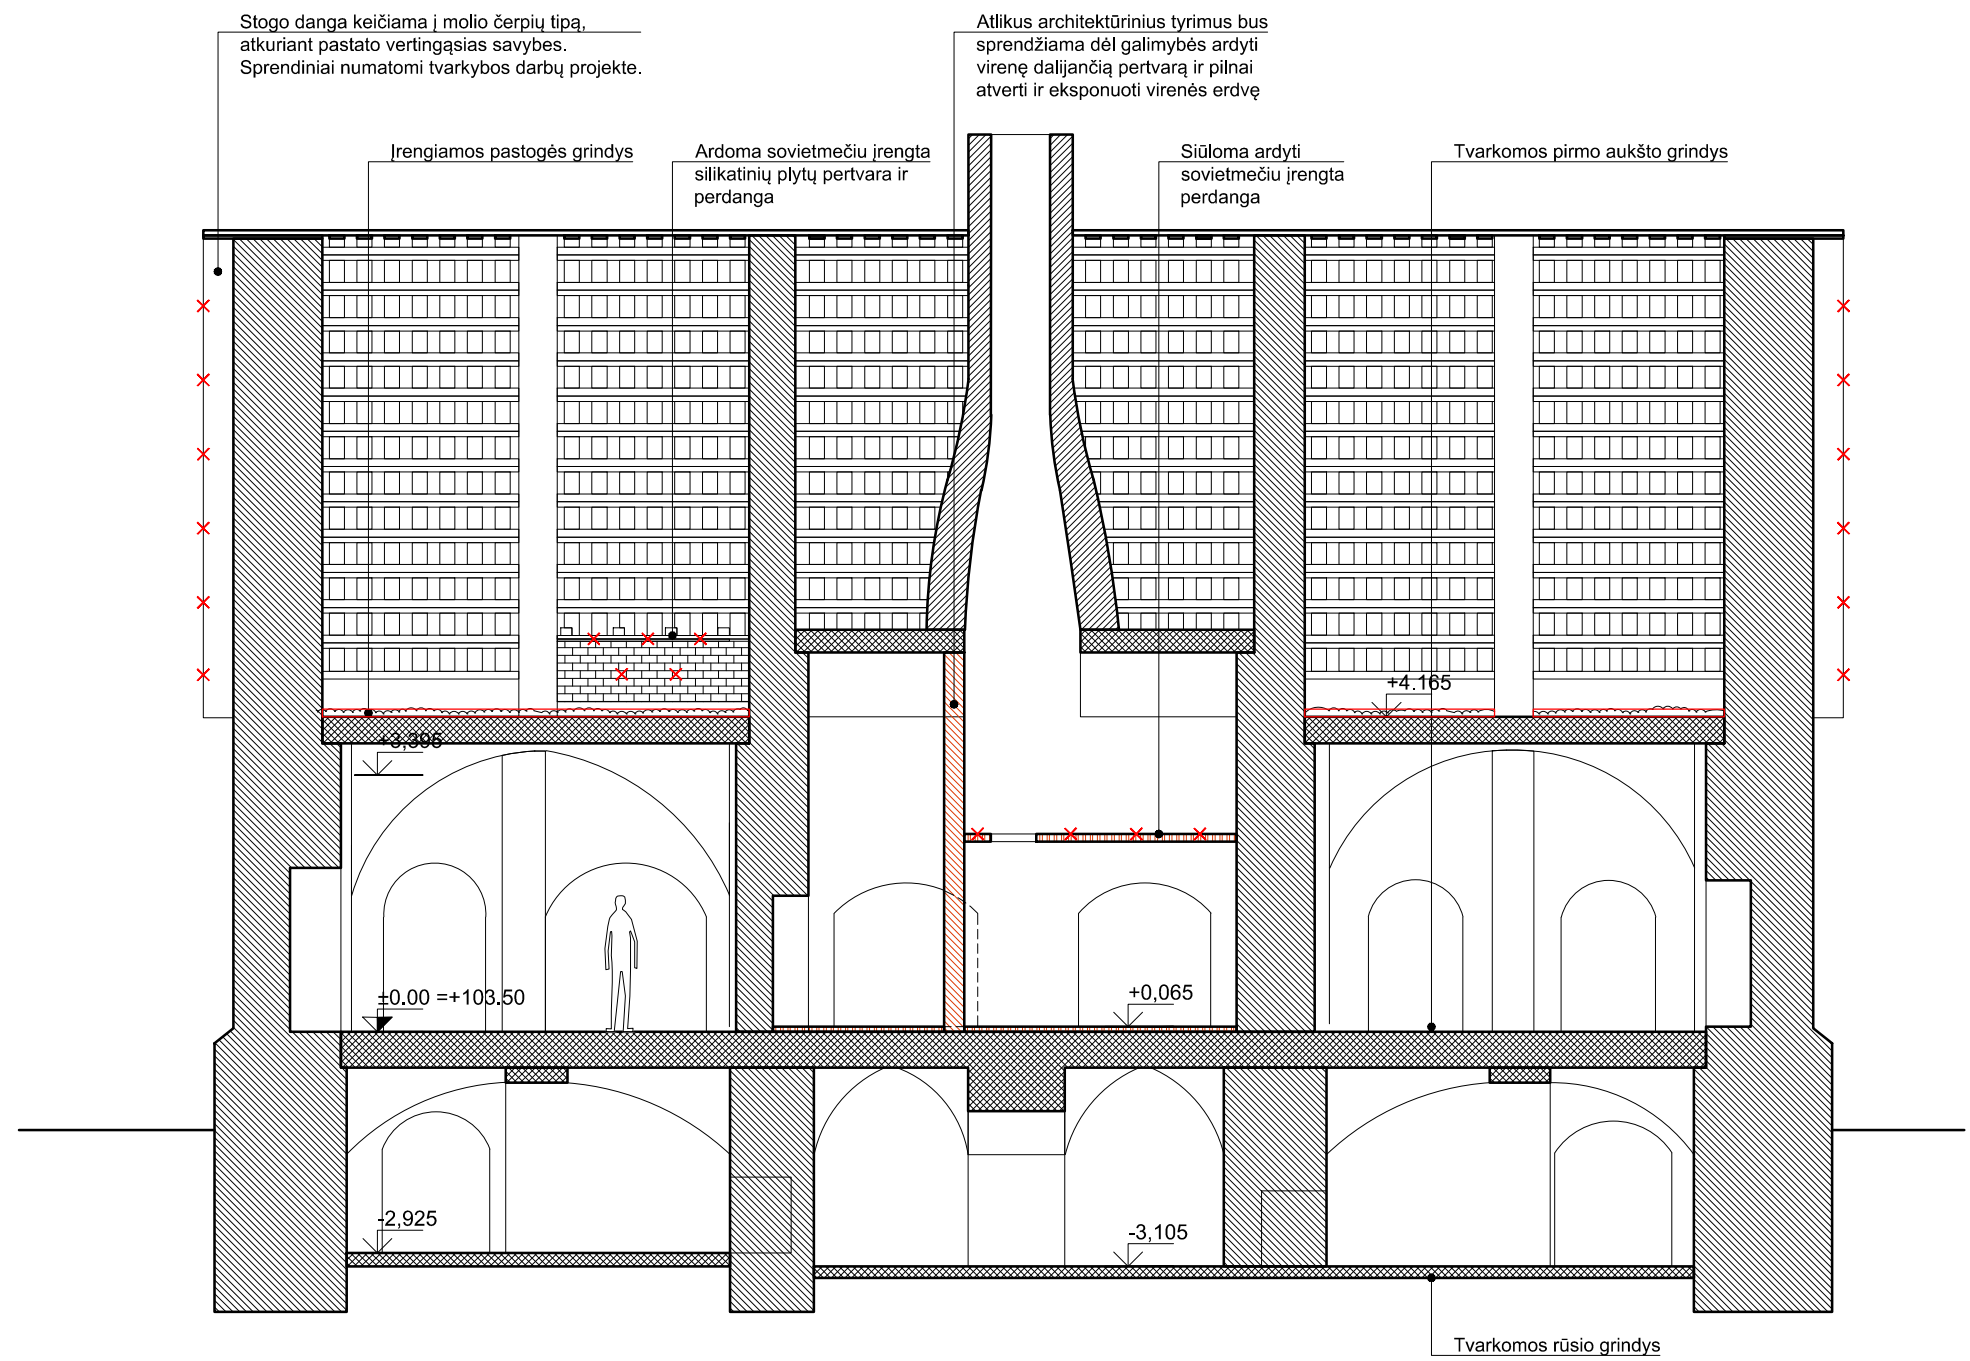 Stogo danga keičiama į molio čerpių tipą,
atkuriant pastato vertingąsias savybes.
Sprendiniai numatomi tvarkybos darbų projekte.
Atlikus architektūrinius tyrimus bus
sprendžiama dėl galimybės ardyti
virenę dalijančią pertvarą ir pilnai
atverti ir eksponuoti virenės erdvę
Įrengiamos pastogės grindys
Ardoma sovietmečiu įrengta
silikatinių plytų pertvara ir
perdanga
Siūloma ardyti
sovietmečiu įrengta
perdanga
Tvarkomos pirmo aukšto grindys
+4.165
+3,395
±0.00 =+103.50
+0,065
-2,925
-3,105
Tvarkomos rūsio grindys